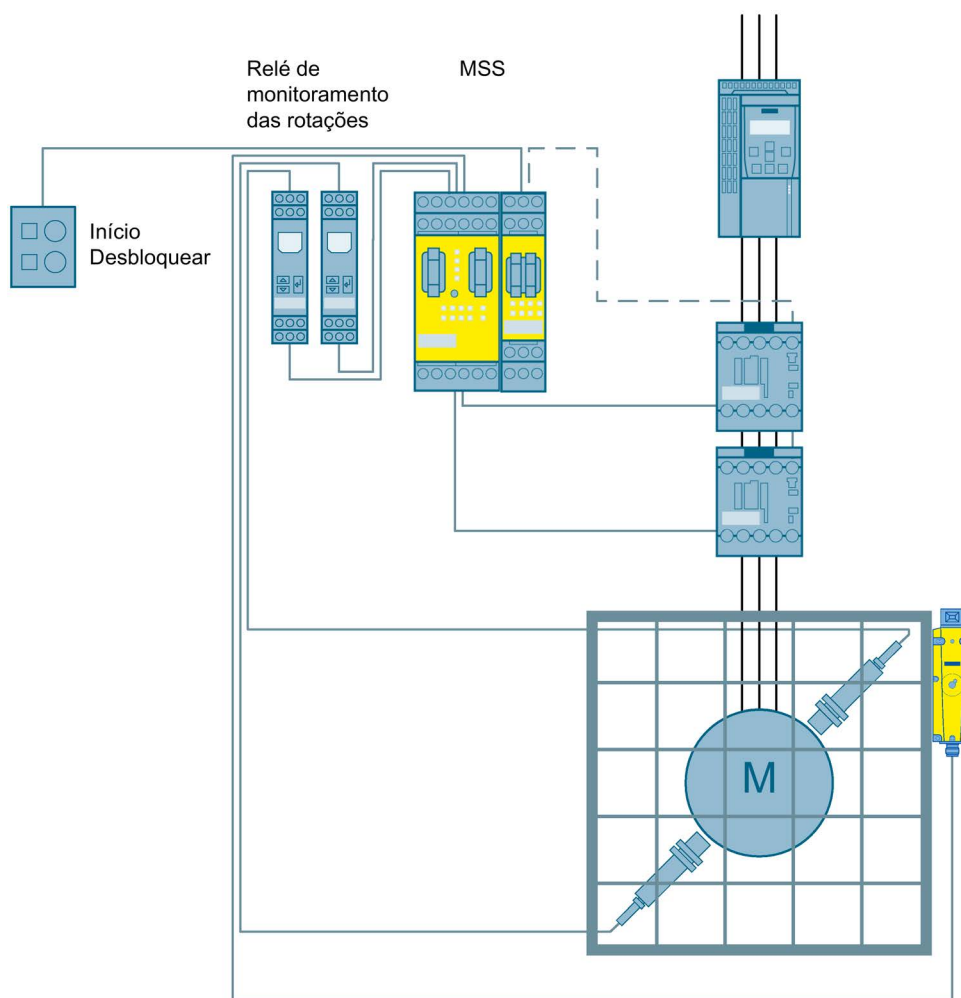 Relé de
monitoramento
das rotações
MSS
Início
Desbloquear
M